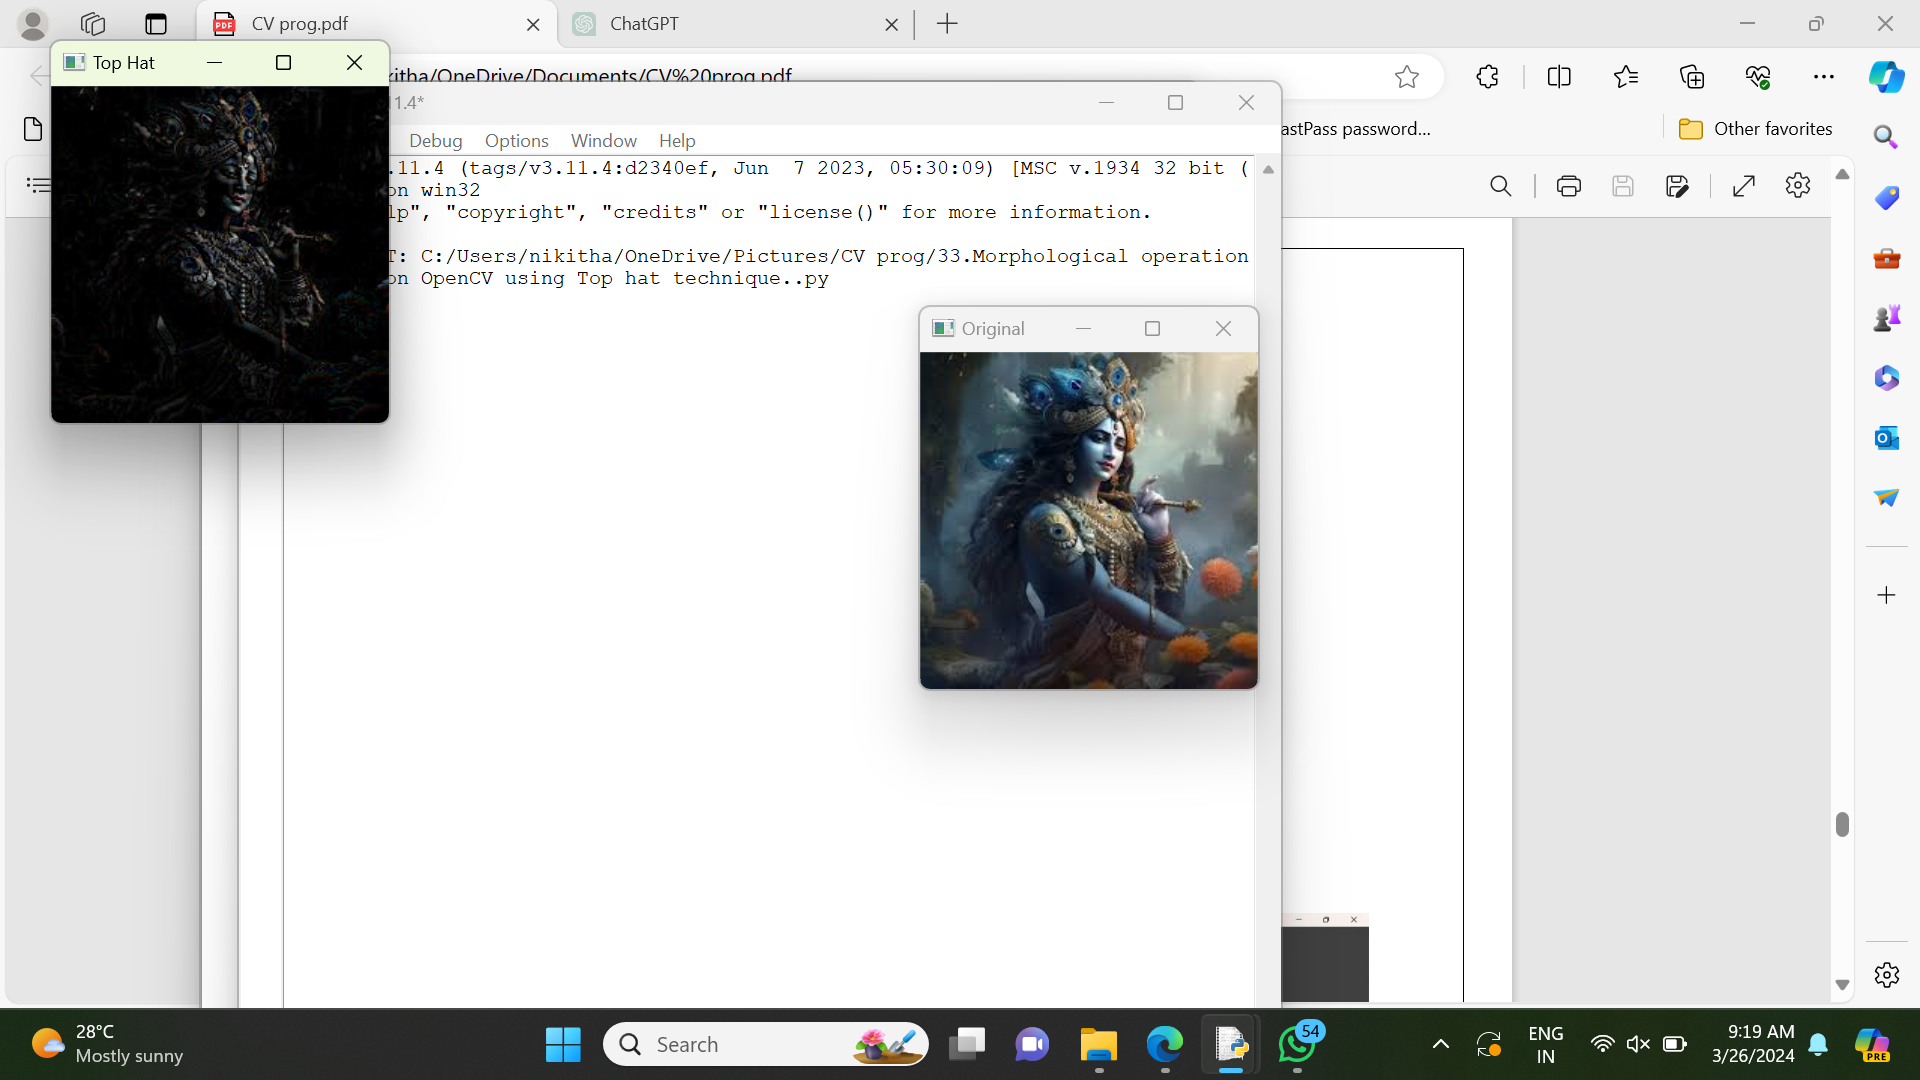 CV prog.pdf
ChatGPT
Top Hat
kitha/OneDrive/Documents/CV%20prog.pdf
11.4*
Debug Options Window Help
astPass password...
Other favorites
.11.4 (tags/v3.11.4:d2340ef, Jun  7 2023, 05:30:09) [MSC v.1934 32 bit (
on win32
lp", "copyright", "credits" or "license()" for more information.
T: C:/Users/nikitha/OneDrive/Pictures/CV prog/33.Morphological operation
on OpenCV using Top hat technique..py
Original
28°C
Mostly sunny
Search
54
ENG
IN
9:19 AM
3/26/2024
PRE